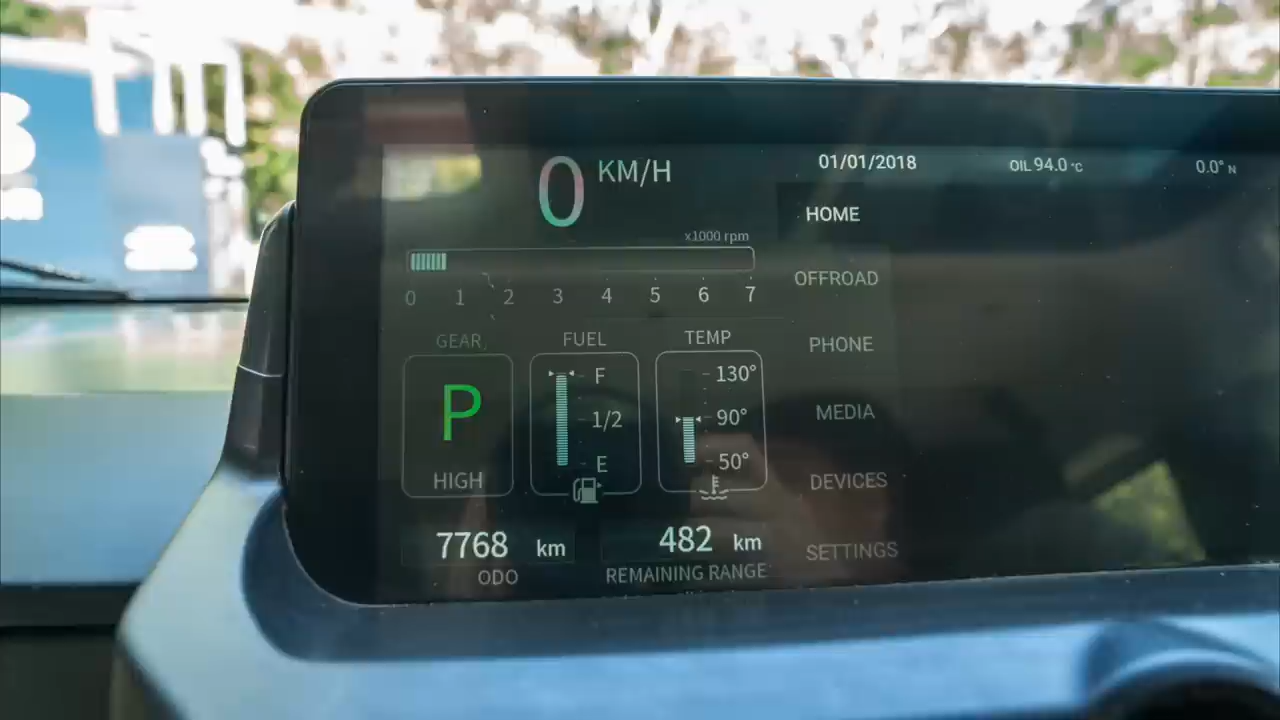 0 KM/H
01/01/2018
OIL 94.0 °C
0.0° N
x1000 rpm
0 1 2 3 4 5 6 7
GEAR
P
HIGH
FUEL
F
1/2
E
TEMP
130°
90°
50°
7768 km
ODO
482 km
REMAINING RANGE
HOME
OFFROAD
PHONE
MEDIA
DEVICES
SETTINGS